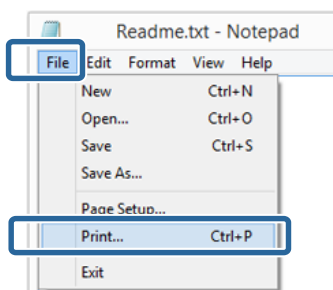 Readme.txt - Notepad
File Edit Format View Help
New Ctrl+N
Open... Ctrl+O
Save Ctrl+S
Save As...
Page Setup...
Print... Ctrl+P
Exit